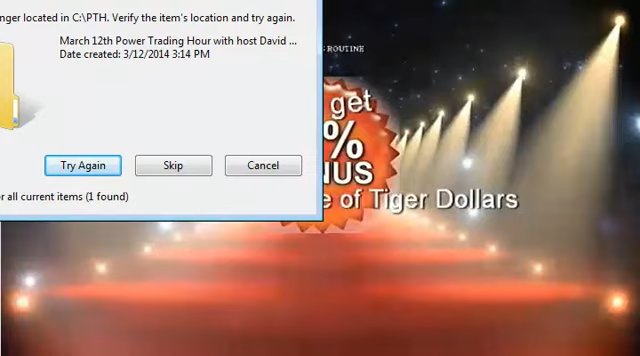 nger located in C:\PTH. Verify the item's location and try again.
March 12th Power Trading Hour with host David ...
Date created: 3/12/2014 3:14 PM
ROUTINE
get
%
NUS
e of Tiger Dollars
Try Again
Skip
Cancel
r all current items (1 found)